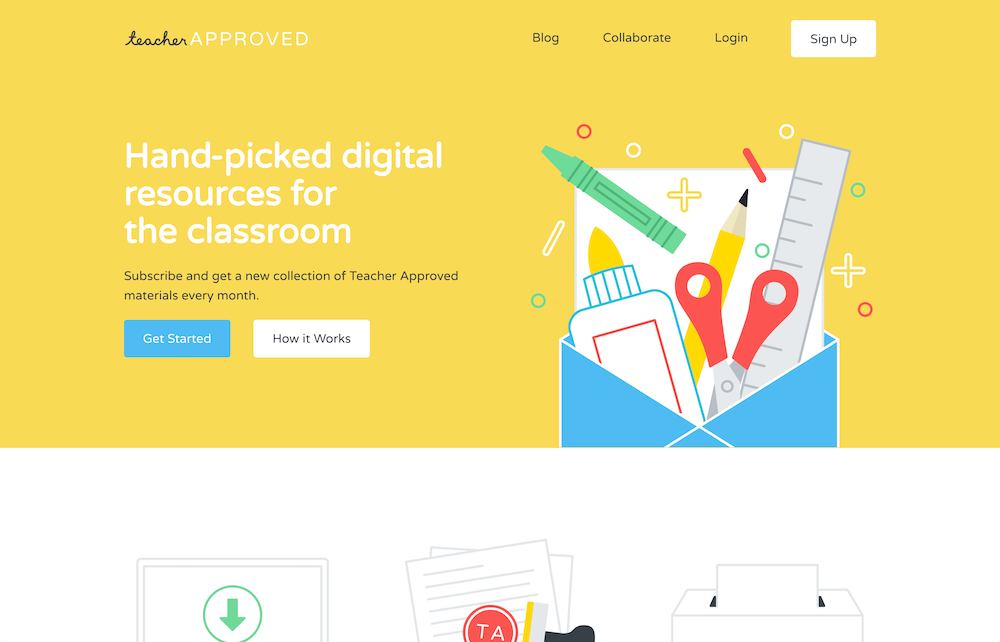 teacher APPROVED
Blog
Collaborate
Login
Sign Up
Hand-picked digital
resources for
the classroom
Subscribe and get a new collection of Teacher Approved
materials every month.
Get Started
How it Works
TA